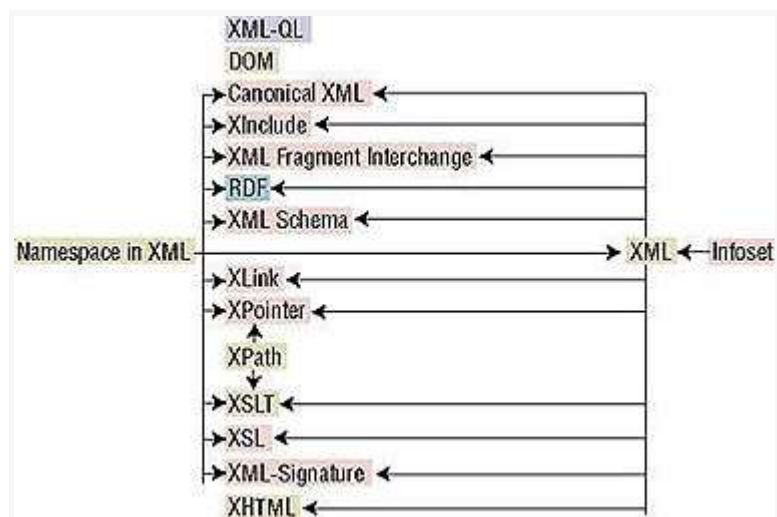 XML-QL
DOM
Canonical XML
XInclude
XML Fragment Interchange
RDF
XML Schema
Namespace in XML XML Infoset
XLink
XPointer
XPath
XSLT
XSL
XML-Signature
XHTML